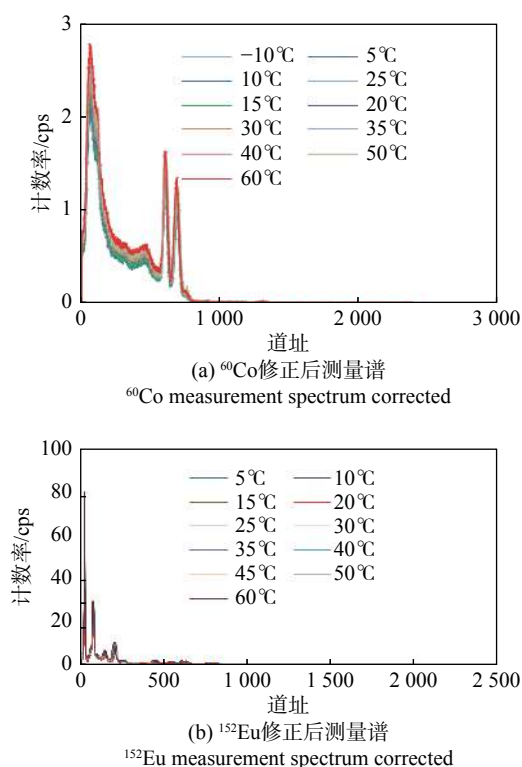 3
−10℃ 5℃
10℃ 25℃
2
15℃ 20℃
30℃ 35℃
40℃ 50℃
60℃
计数率/cps
1
0
0 1 000 2 000 3 000
道址
(a) ⁶⁰Co修正后测量谱
⁶⁰Co measurement spectrum corrected
100
5℃ 10℃
80
15℃ 20℃
25℃ 30℃
60
35℃ 40℃
45℃ 50℃
60℃
计数率/cps
40
20
0
0 500 1 000 1 500 2 000 2 500
道址
(b) ¹⁵²Eu修正后测量谱
¹⁵²Eu measurement spectrum corrected